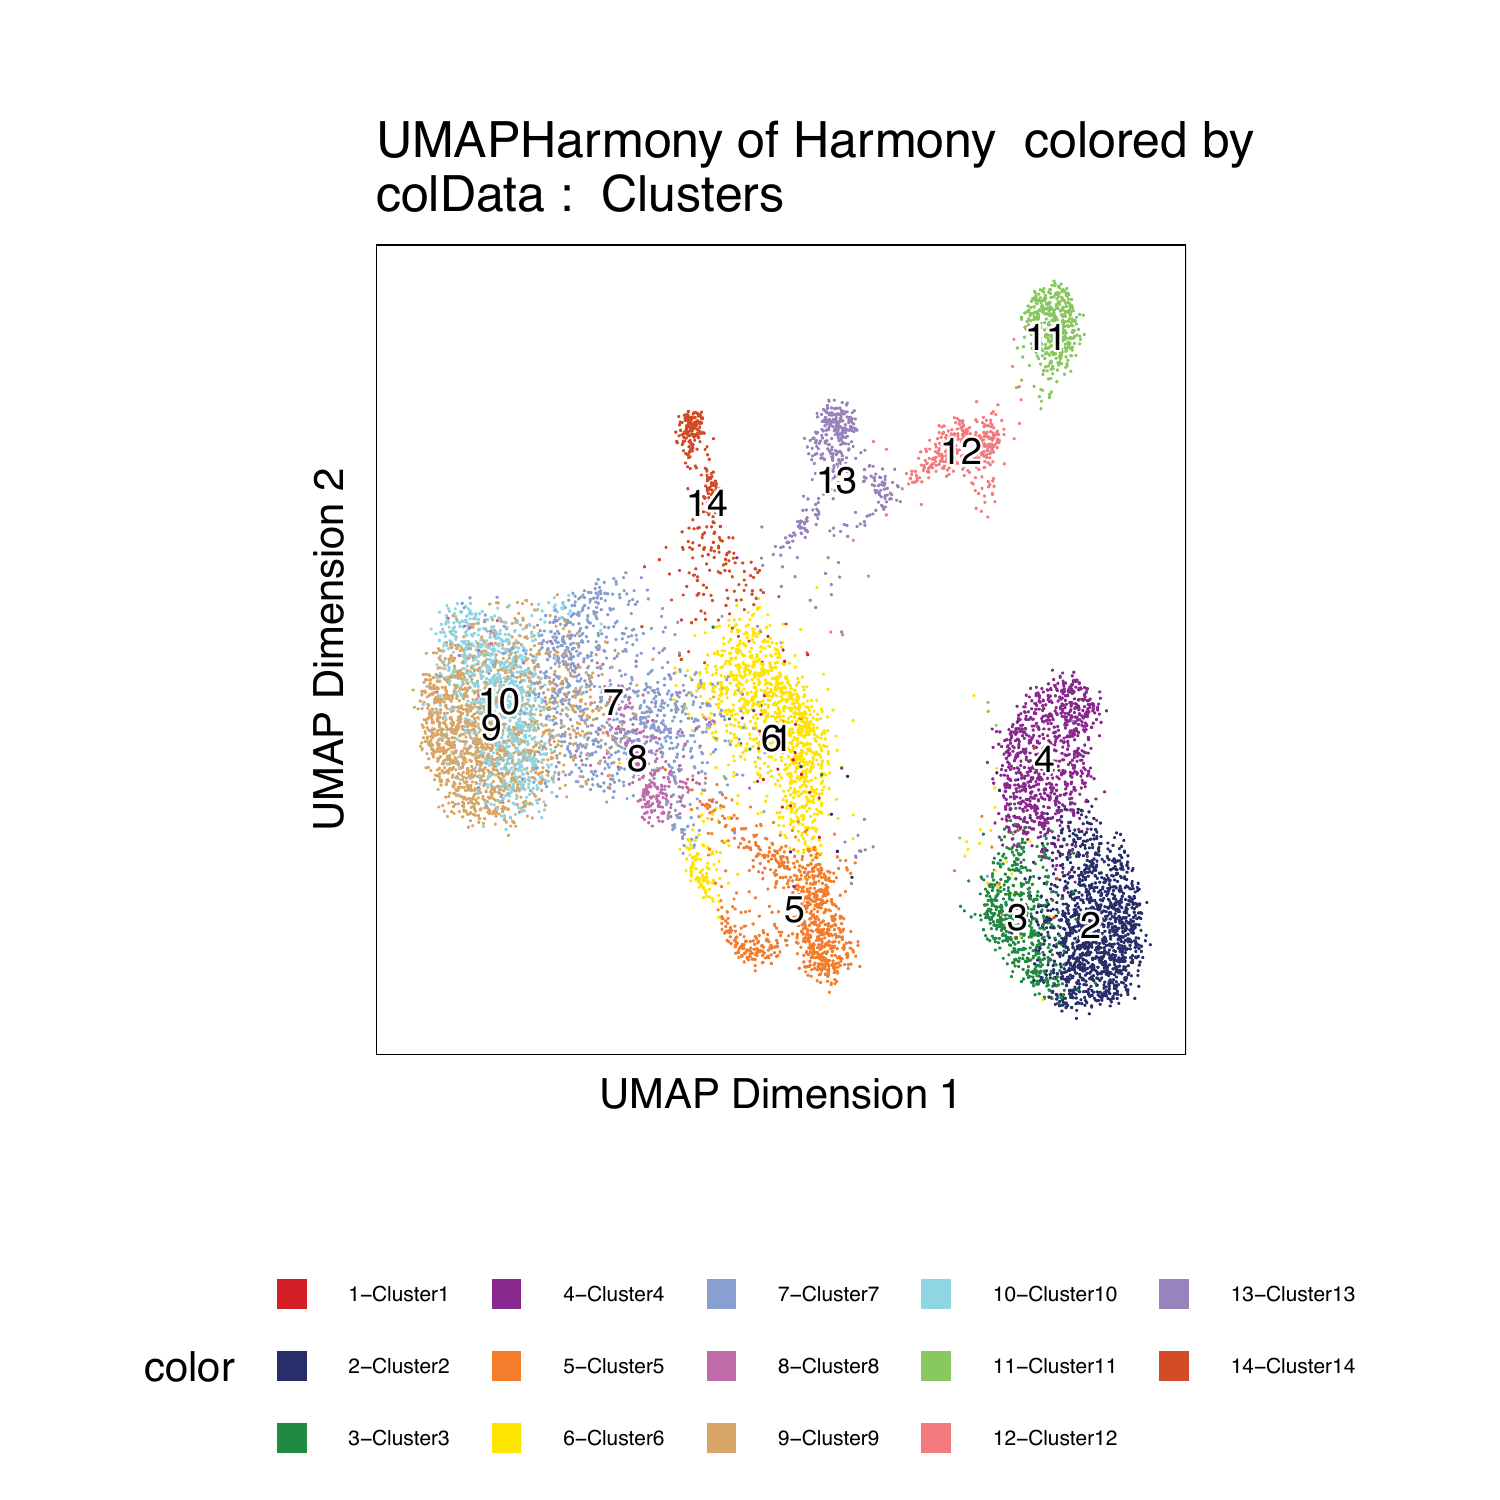 UMAPHarmony of Harmony  colored by
colData :  Clusters
UMAP Dimension 2
11
12
13
14
10
9
7
8
6
1
4
5
3
2
UMAP Dimension 1
color
1−Cluster1
4−Cluster4
7−Cluster7
10−Cluster10
13−Cluster13
2−Cluster2
5−Cluster5
8−Cluster8
11−Cluster11
14−Cluster14
3−Cluster3
6−Cluster6
9−Cluster9
12−Cluster12